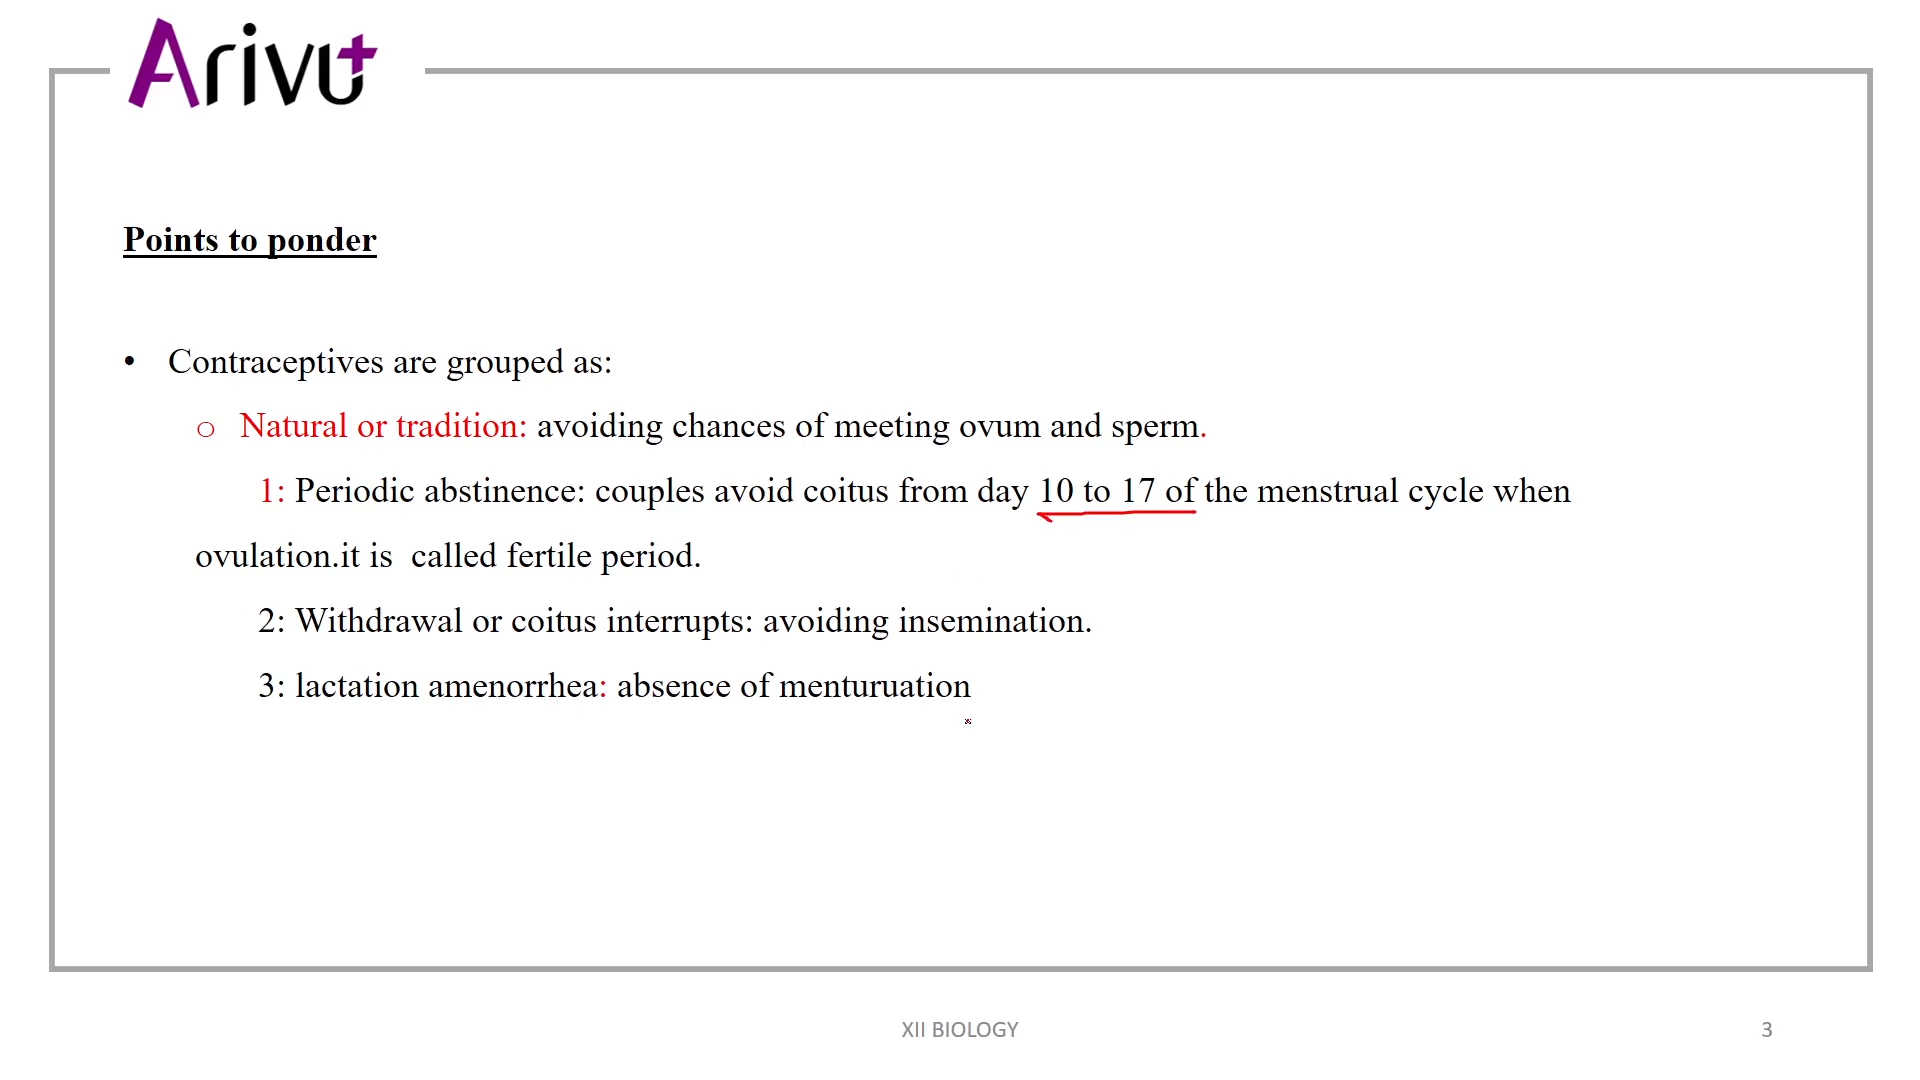 Arivu+
Points to ponder
• Contraceptives are grouped as:
o Natural or tradition: avoiding chances of meeting ovum and sperm.
1: Periodic abstinence: couples avoid coitus from day 10 to 17 of the menstrual cycle when
ovulation.it is called fertile period.
2: Withdrawal or coitus interrupts: avoiding insemination.
3: lactation amenorrhea: absence of menturuation
XII BIOLOGY
3